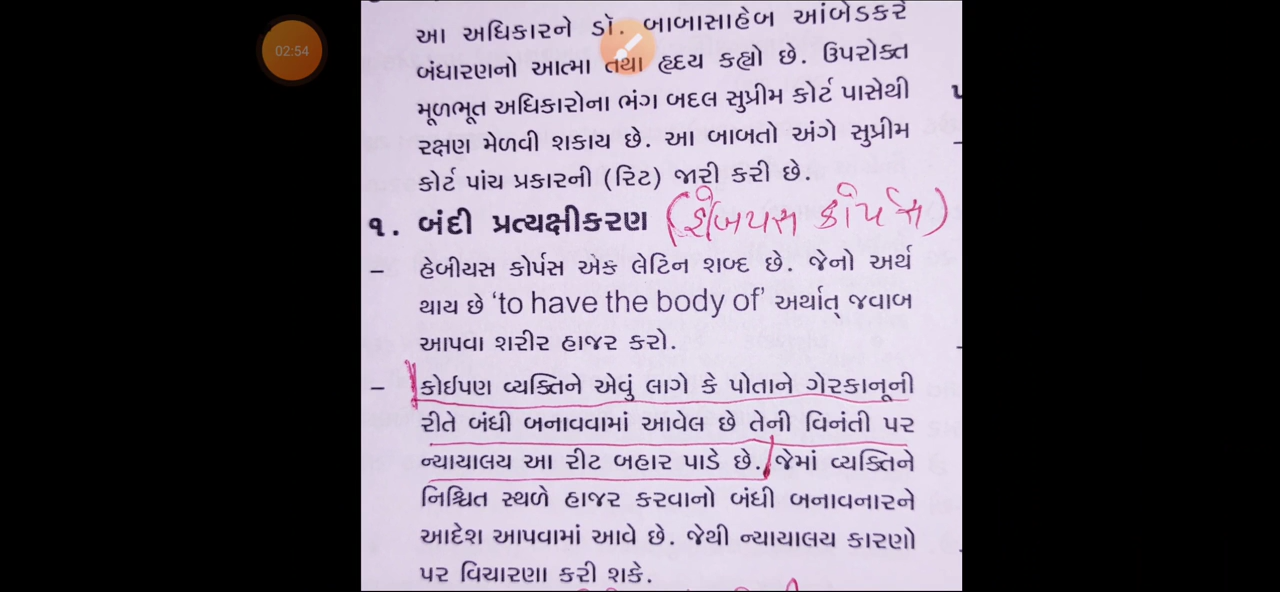 02:54
આ અધિકારને ડૉ. બાબાસાહેબ આંબેડકરે
બંધારણનો આત્મા તથા હૃદય કહ્યો છે. ઉપરોક્ત
મૂળભૂત અધિકારોના ભંગ બદલ સુપ્રીમ કોર્ટ પાસેથી
રક્ષણ મેળવી શકાય છે. આ બાબતો અંગે સુપ્રીમ
કોર્ટ પાંચ પ્રકારની (રિટ) જારી કરી છે.
૧. બંદી પ્રત્યક્ષીકરણ (હેબિયસ કોર્પસ)
– હેબીયસ કોર્પસ એક લેટિન શબ્દ છે. જેનો અર્થ
થાય છે ‘to have the body of’ અર્થાત્ જવાબ
આપવા શરીર હાજર કરો.
– કોઈપણ વ્યક્તિને એવું લાગે કે પોતાને ગેરકાનૂની
રીતે બંધી બનાવવામાં આવેલ છે તેની વિનંતી પર
ન્યાયાલય આ રીટ બહાર પાડે છે. જેમાં વ્યક્તિને
નિશ્ચિત સ્થળે હાજર કરવાનો બંધી બનાવનારને
આદેશ આપવામાં આવે છે. જેથી ન્યાયાલય કારણો
પર વિચારણા કરી શકે.